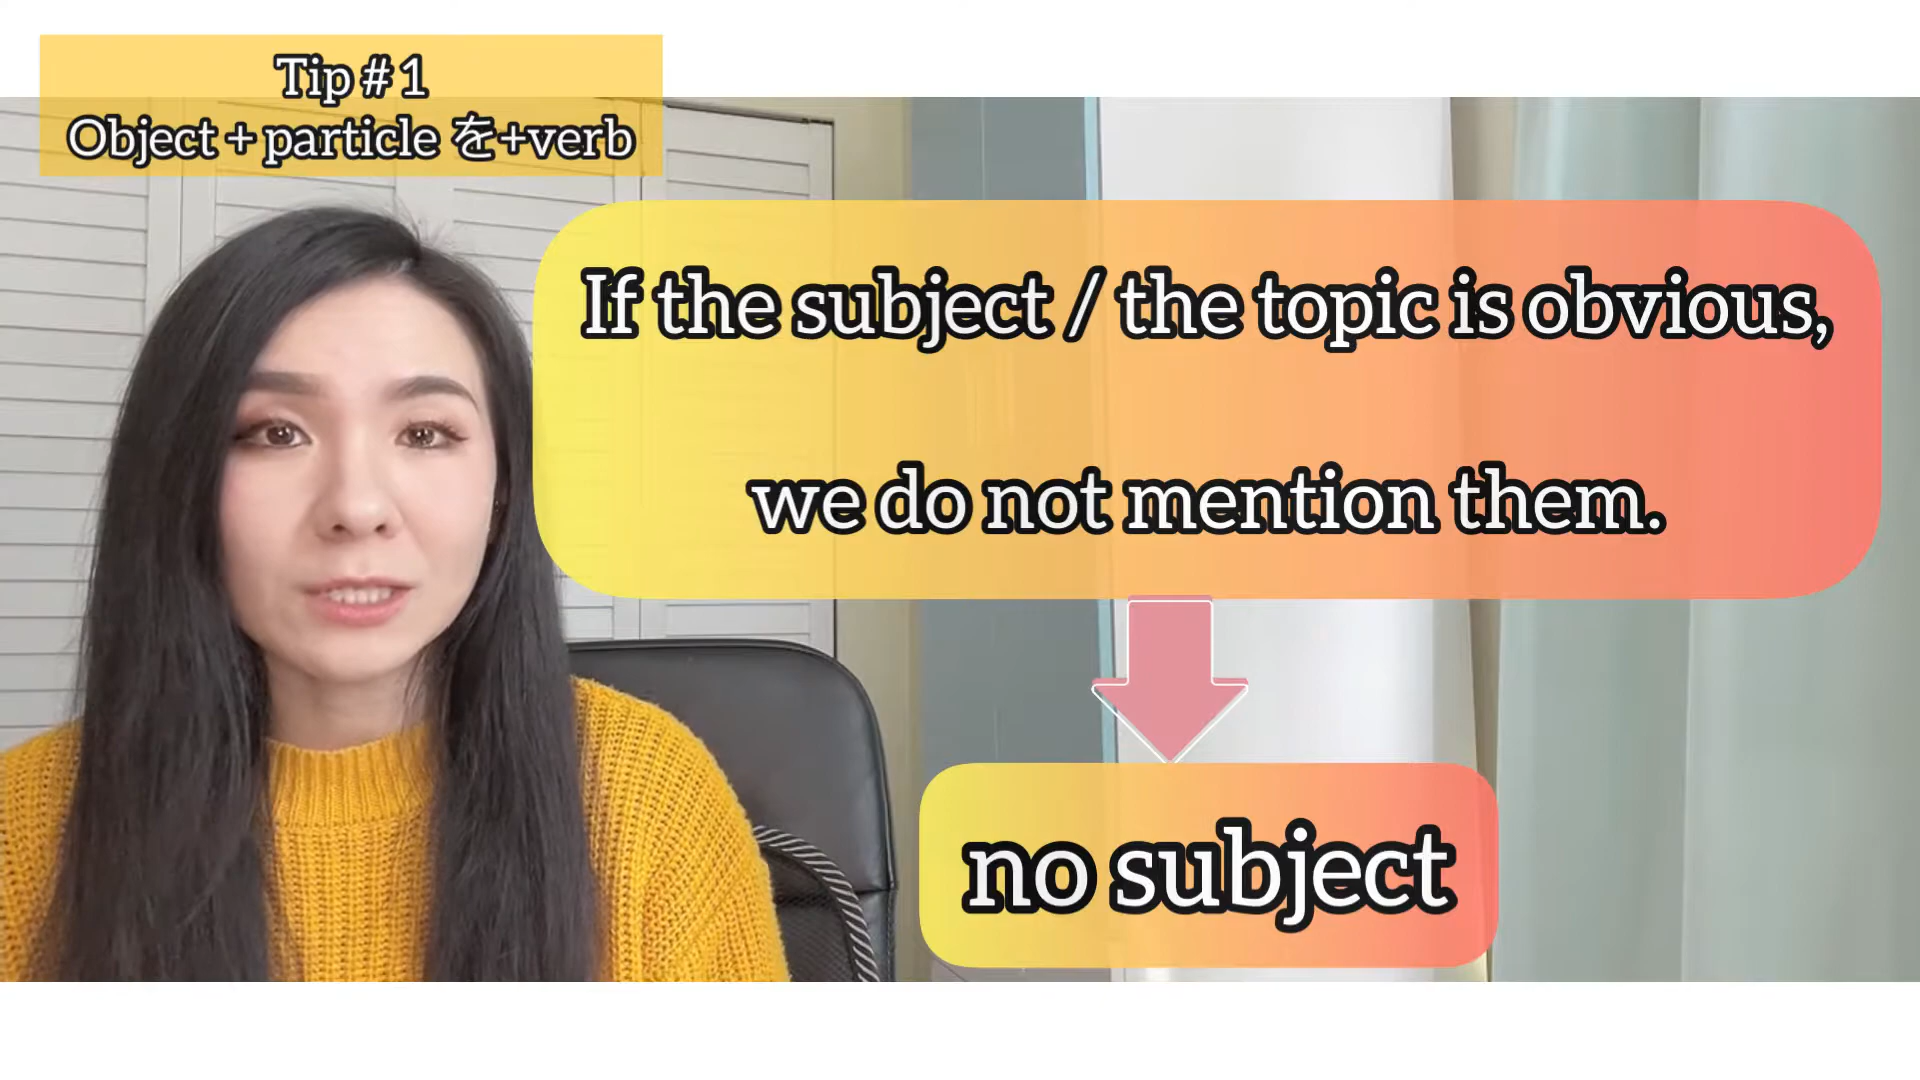 Tip # 1
Object + particle を+verb
If the subject / the topic is obvious,
we do not mention them.
no subject